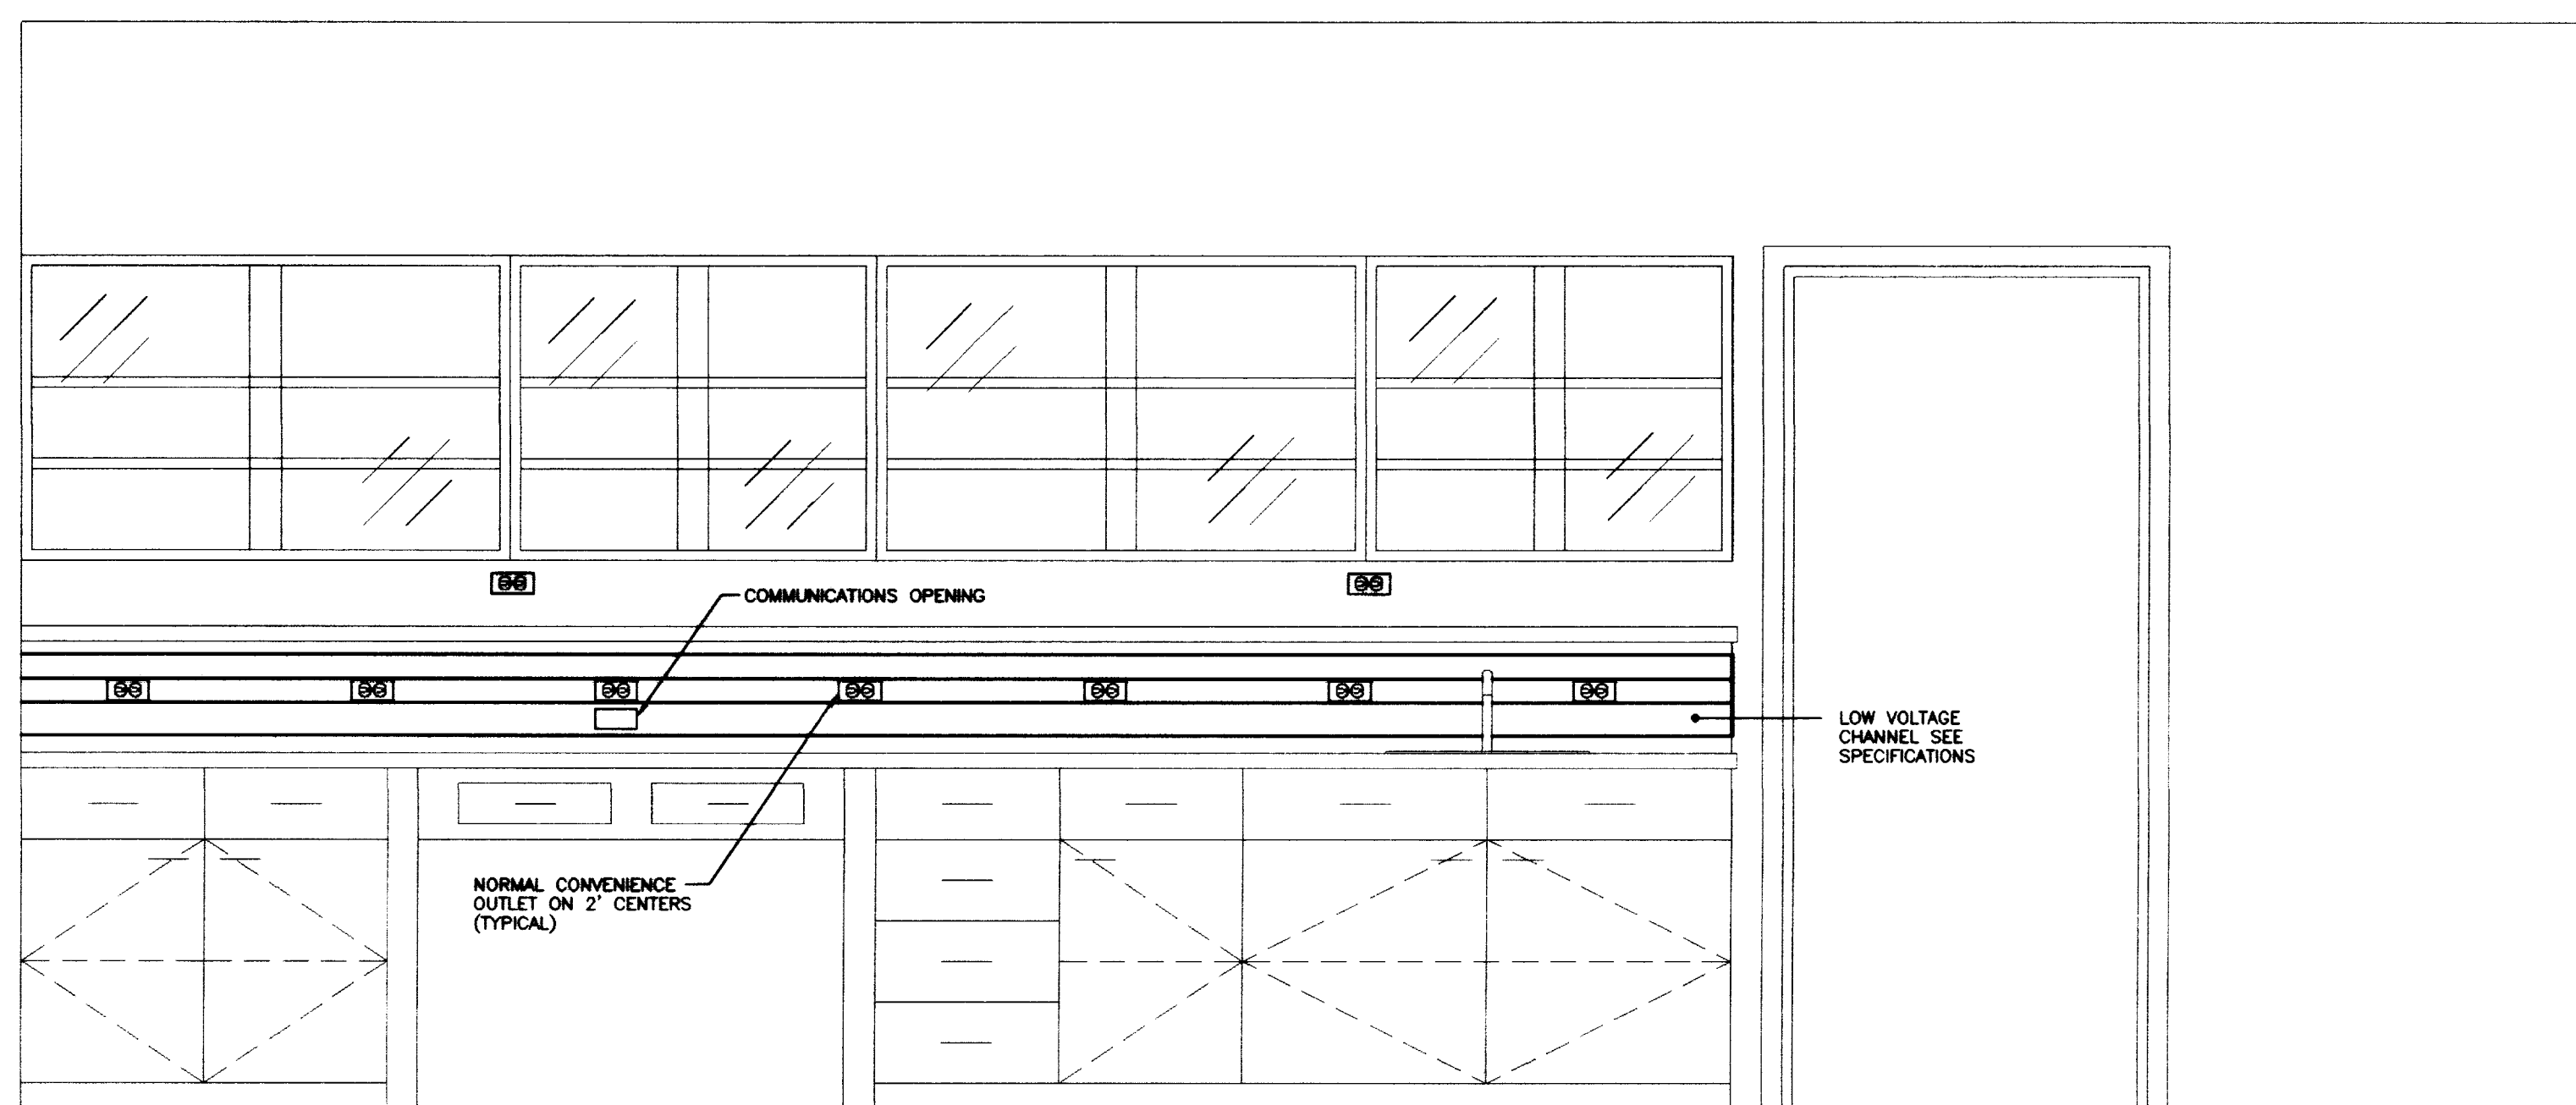 COMMUNICATIONS OPENING
LOW VOLTAGE
CHANNEL SEE
SPECIFICATIONS
NORMAL CONVENIENCE
OUTLET ON 2' CENTERS
(TYPICAL)